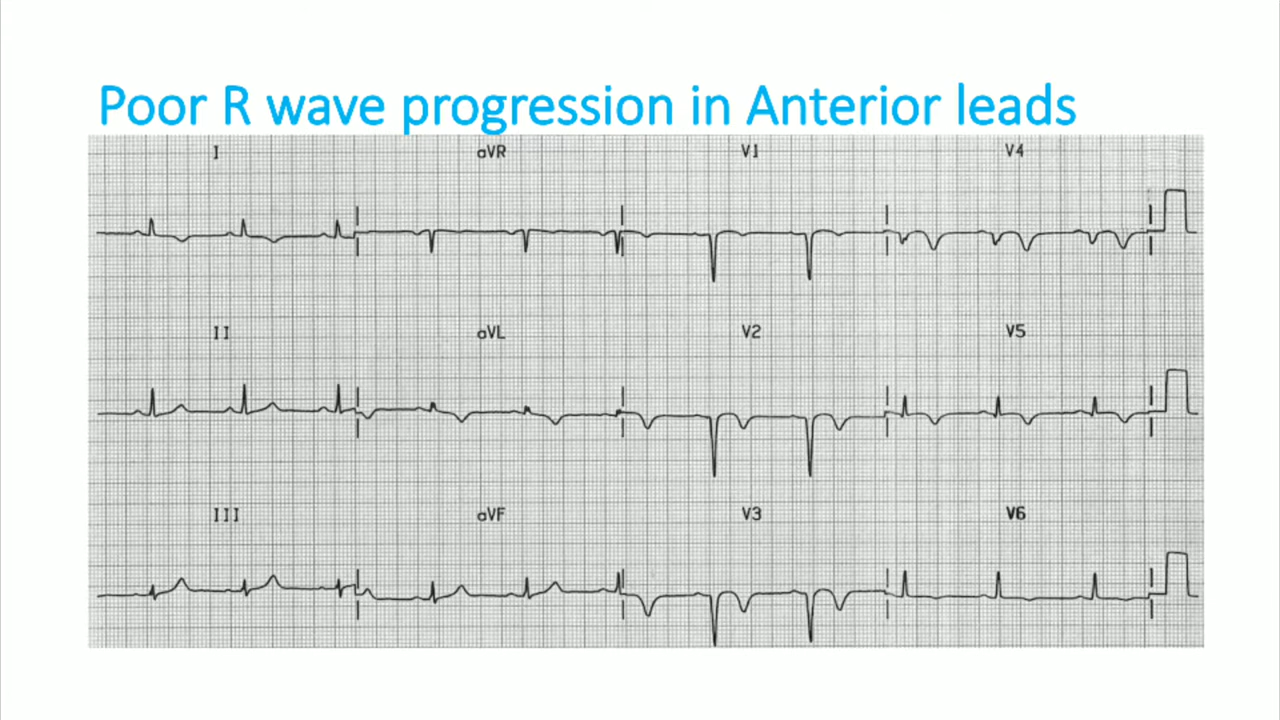 Poor R wave progression in Anterior leads
I aVR V1 V4
II aVL V2 V5
III aVF V3 V6